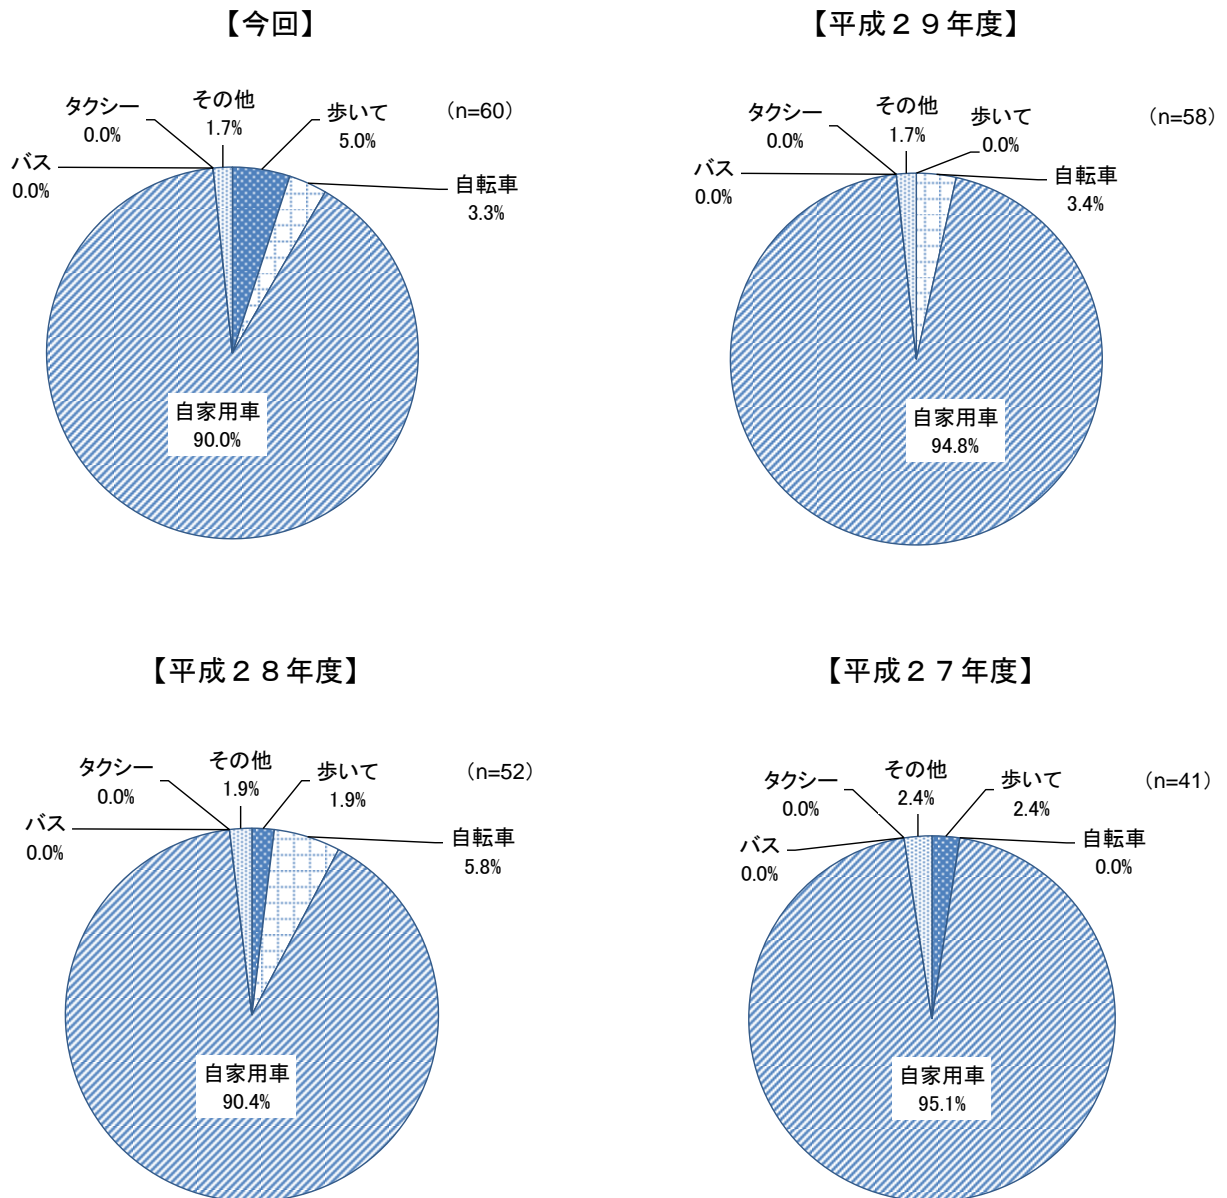 【今回】
タクシー
0.0%
その他
1.7%
歩いて
5.0%
（n=60）
バス
0.0%
自転車
3.3%
自家用車
90.0%
【平成２９年度】
タクシー
0.0%
その他
1.7%
歩いて
0.0%
（n=58）
バス
0.0%
自転車
3.4%
自家用車
94.8%
【平成２８年度】
タクシー
0.0%
その他
1.9%
歩いて
1.9%
（n=52）
バス
0.0%
自転車
5.8%
自家用車
90.4%
【平成２７年度】
タクシー
0.0%
その他
2.4%
歩いて
2.4%
（n=41）
バス
0.0%
自転車
0.0%
自家用車
95.1%